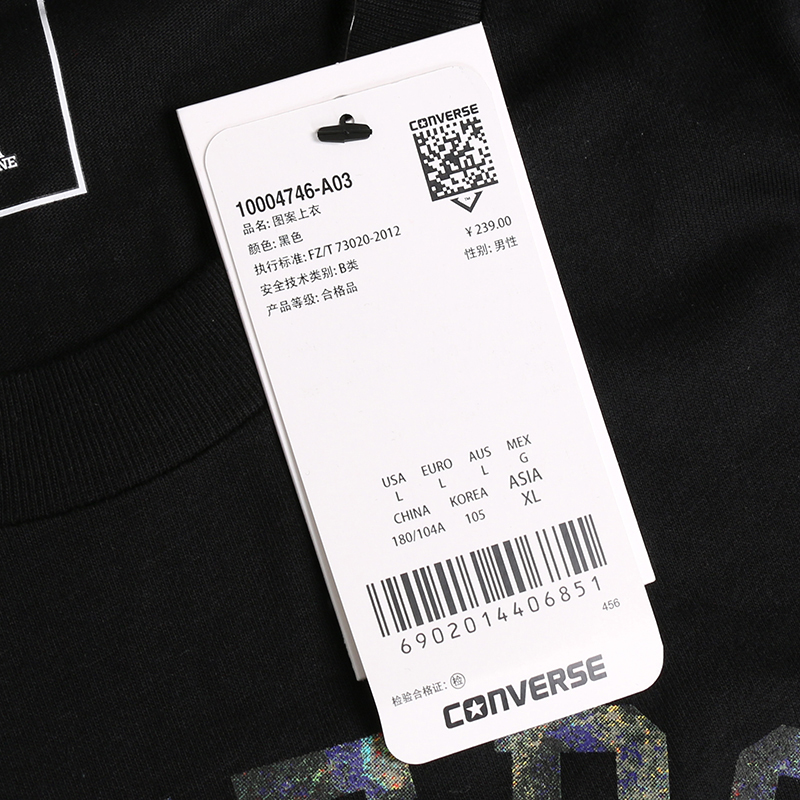 NE
CONVERSE
10004746-A03
品名: 图案上衣
颜色: 黑色
执行标准: FZ/T 73020-2012
安全技术类别: B类
产品等级: 合格品
¥239.00
性别: 男性
USA EURO AUS MEX
L L L G
CHINA KOREA ASIA
180/104A 105 XL
6902014406851
456
检验合格证: 检
CONVERSE